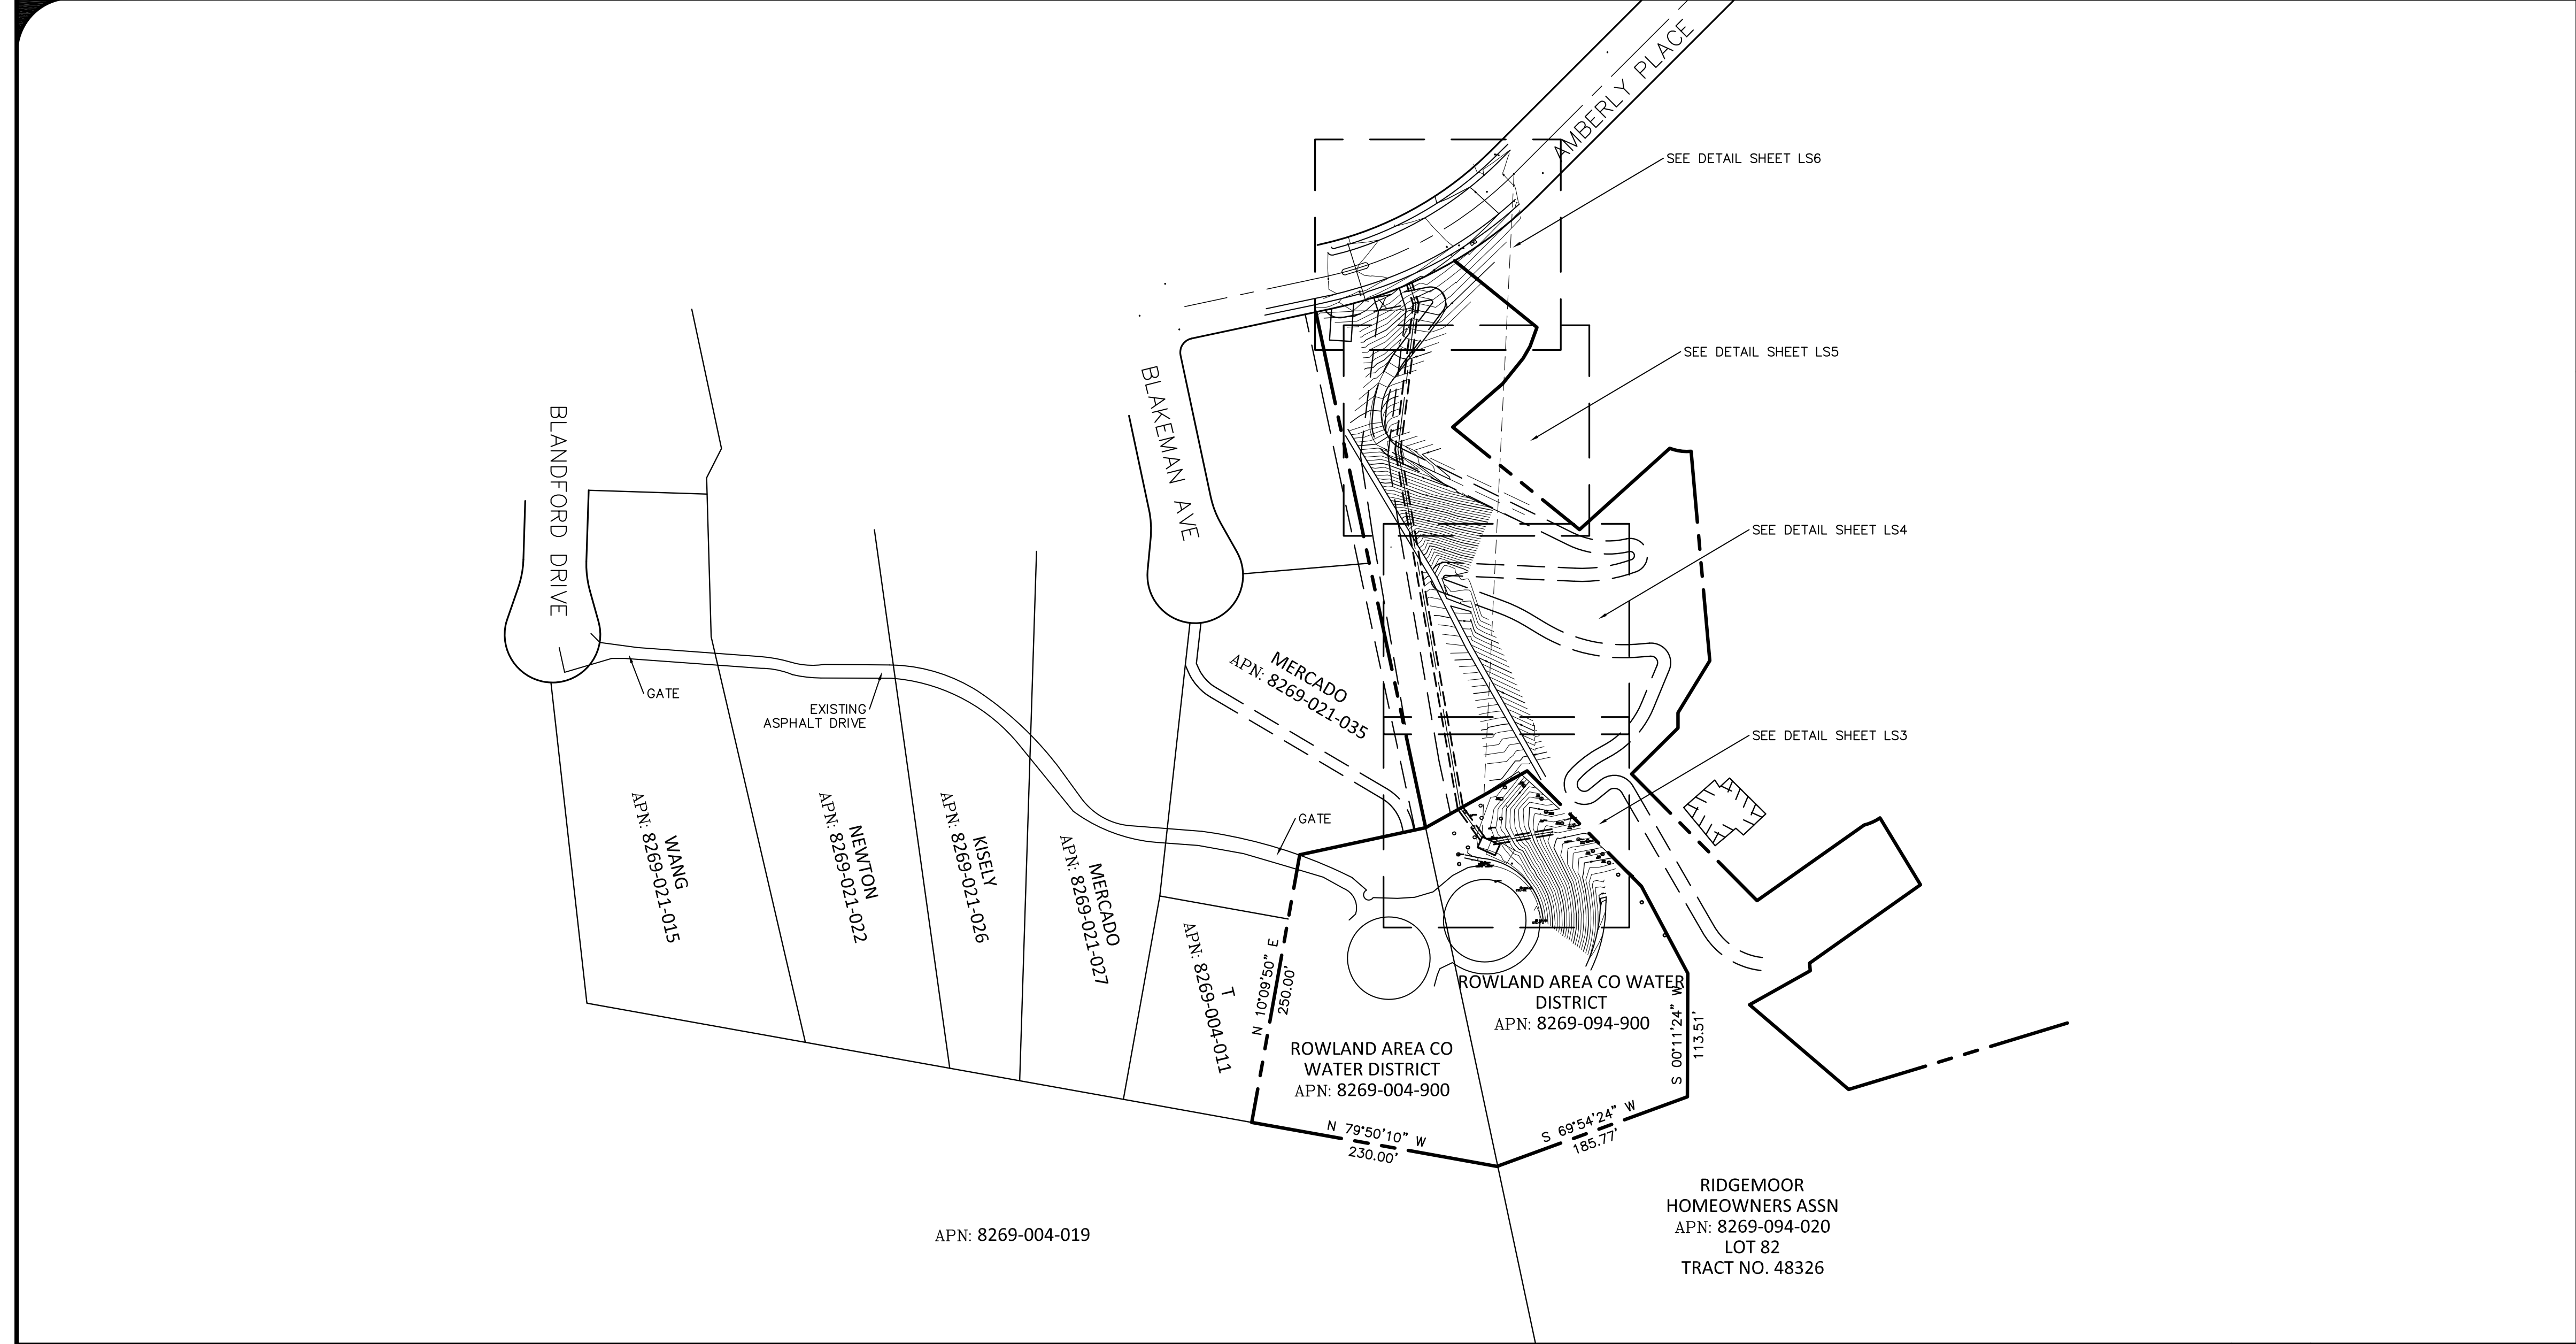 AMBERLY PLACE
SEE DETAIL SHEET LS6
SEE DETAIL SHEET LS5
BLAKEMAN AVE
BLANDFORD DRIVE
SEE DETAIL SHEET LS4
MERCADO
APN: 8269-021-035
GATE
EXISTING
ASPHALT DRIVE
SEE DETAIL SHEET LS3
GATE
WANG
APN: 8269-021-015
NEWTON
APN: 8269-021-022
KISELY
APN: 8269-021-026
MERCADO
APN: 8269-021-027
T
APN: 8269-004-011
N 10°09'50" E
250.00'
ROWLAND AREA CO WATER
DISTRICT
APN: 8269-094-900
S 00°11'24" W
113.51'
ROWLAND AREA CO
WATER DISTRICT
APN: 8269-004-900
N 79°50'10" W
230.00'
S 69°54'24" W
185.77'
RIDGEMOOR
HOMEOWNERS ASSN
APN: 8269-094-020
LOT 82
TRACT NO. 48326
APN: 8269-004-019